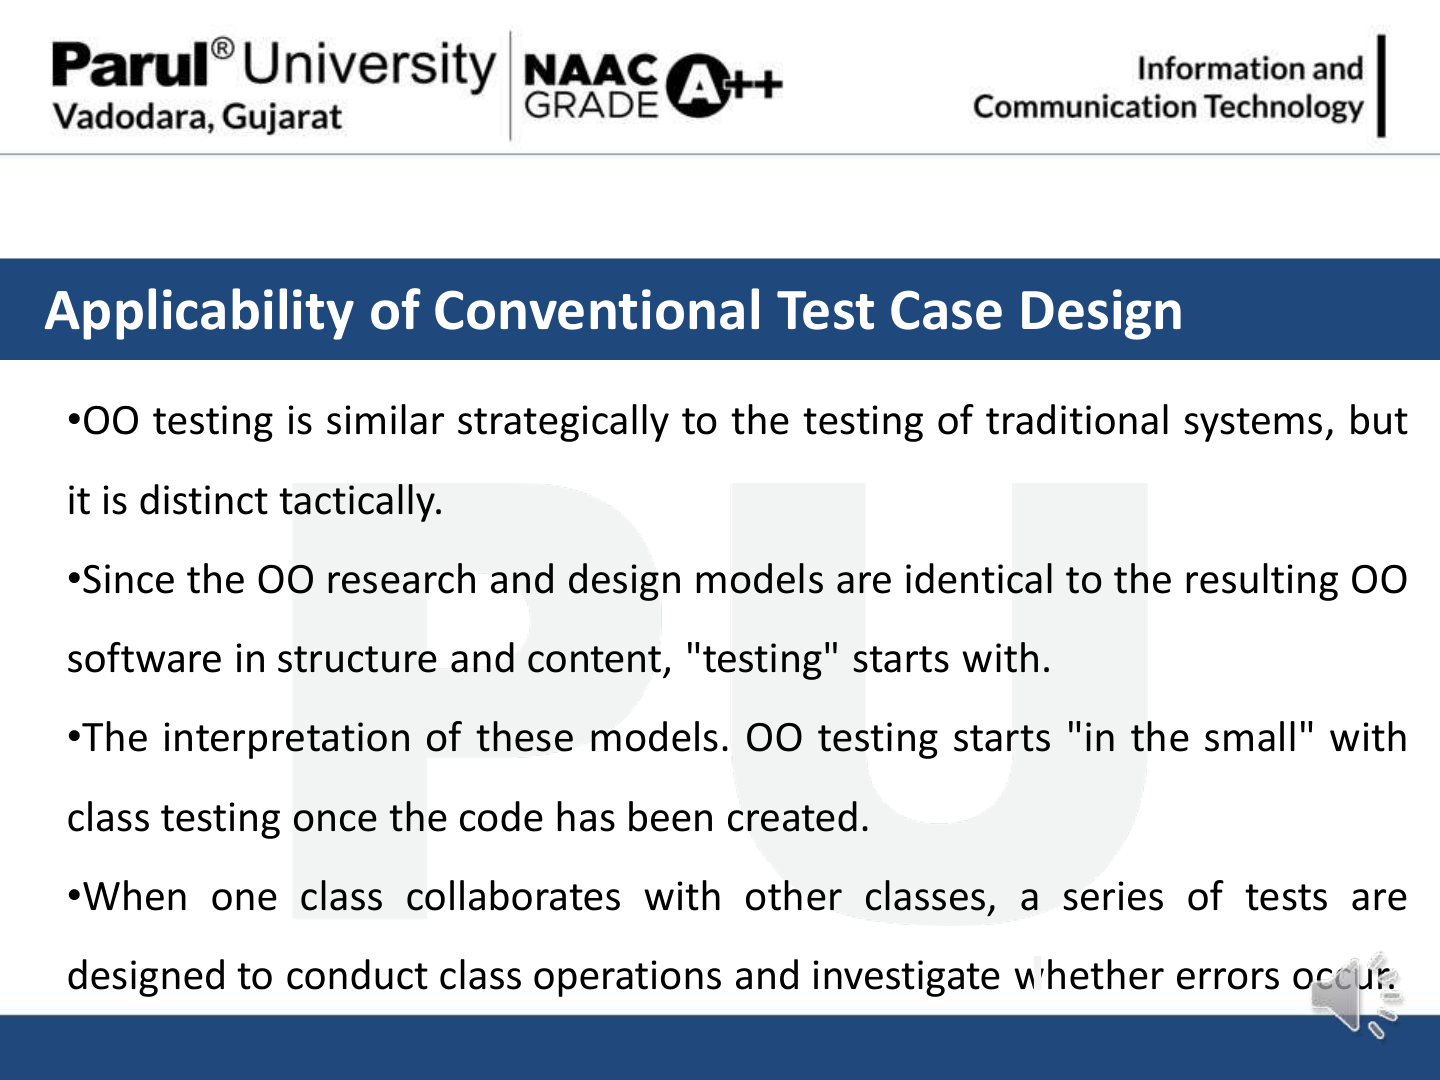 Parul® University
Vadodara, Gujarat
NAAC
GRADE A++
Information and
Communication Technology
Applicability of Conventional Test Case Design
•OO testing is similar strategically to the testing of traditional systems, but
it is distinct tactically.
•Since the OO research and design models are identical to the resulting OO
software in structure and content, "testing" starts with.
•The interpretation of these models. OO testing starts "in the small" with
class testing once the code has been created.
•When one class collaborates with other classes, a series of tests are
designed to conduct class operations and investigate whether errors occur.
PU